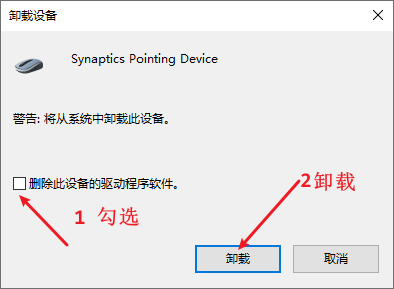 卸载设备
Synaptics Pointing Device
警告: 将从系统中卸载此设备。
删除此设备的驱动程序软件。
1 勾选
2卸载
卸载
取消